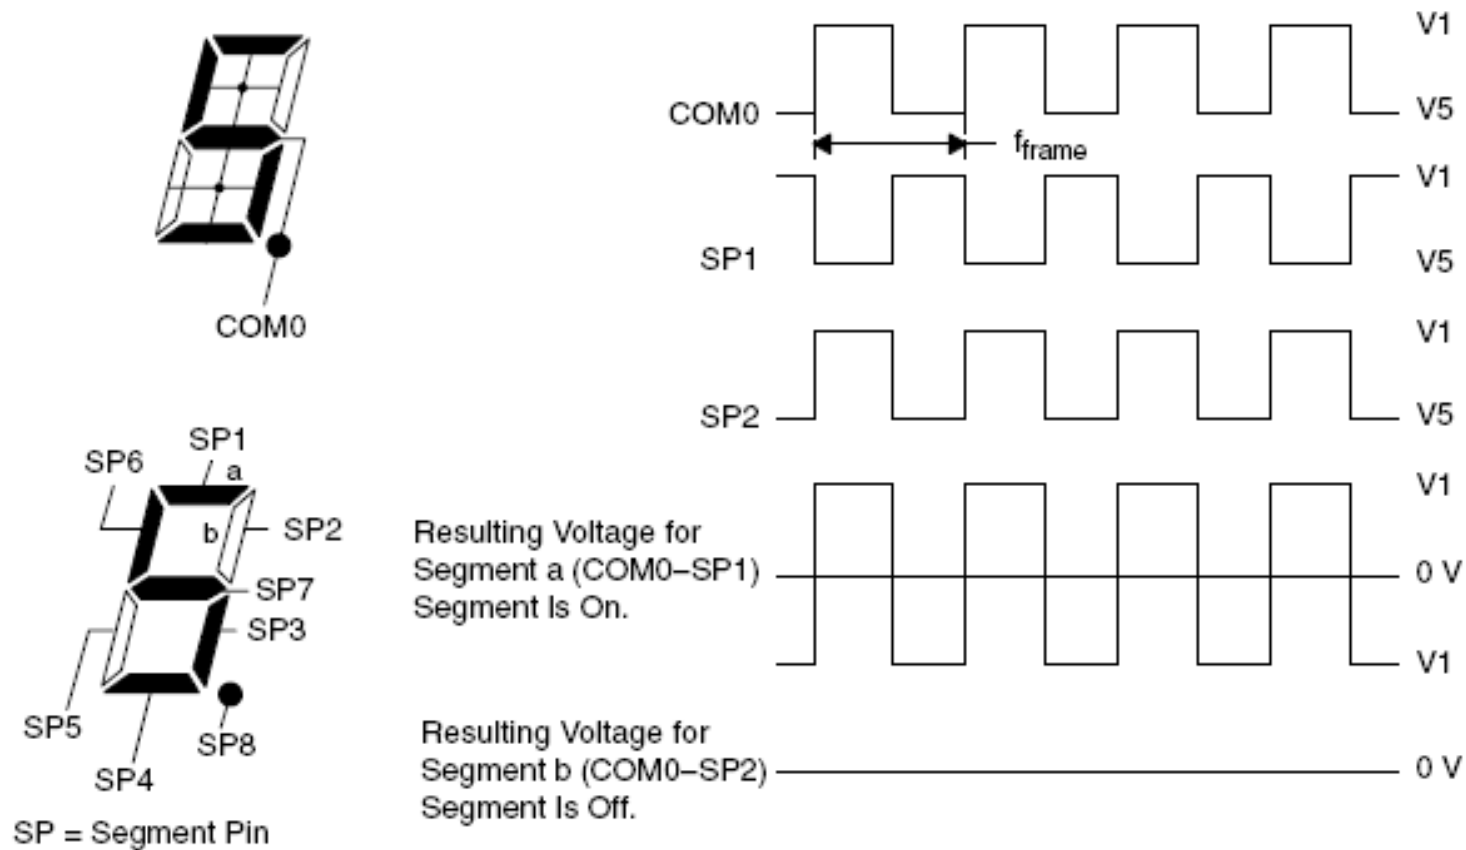 COM0
SP1
SP6
a
b
SP2
SP7
SP3
SP5
SP8
SP4
SP = Segment Pin
V1
COM0
V5
fframe
V1
SP1
V5
V1
SP2
V5
V1
Resulting Voltage for
Segment a (COM0–SP1)
0 V
Segment Is On.
V1
Resulting Voltage for
Segment b (COM0–SP2)
0 V
Segment Is Off.